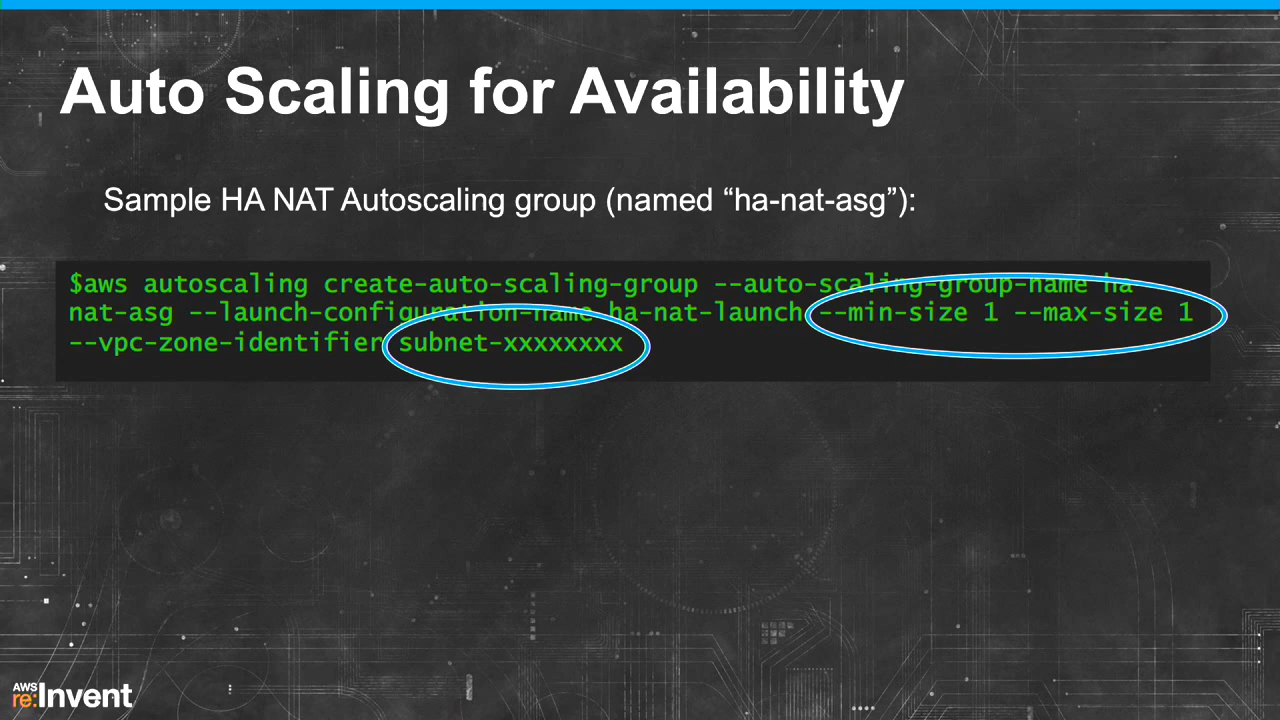 Auto Scaling for Availability
Sample HA NAT Autoscaling group (named “ha-nat-asg”):
$aws autoscaling create-auto-scaling-group --auto-scaling-group-name ha
nat-asg --launch-configuration-name ha-nat-launch --min-size 1 --max-size 1
--vpc-zone-identifier subnet-xxxxxxxx
AWS
re:Invent